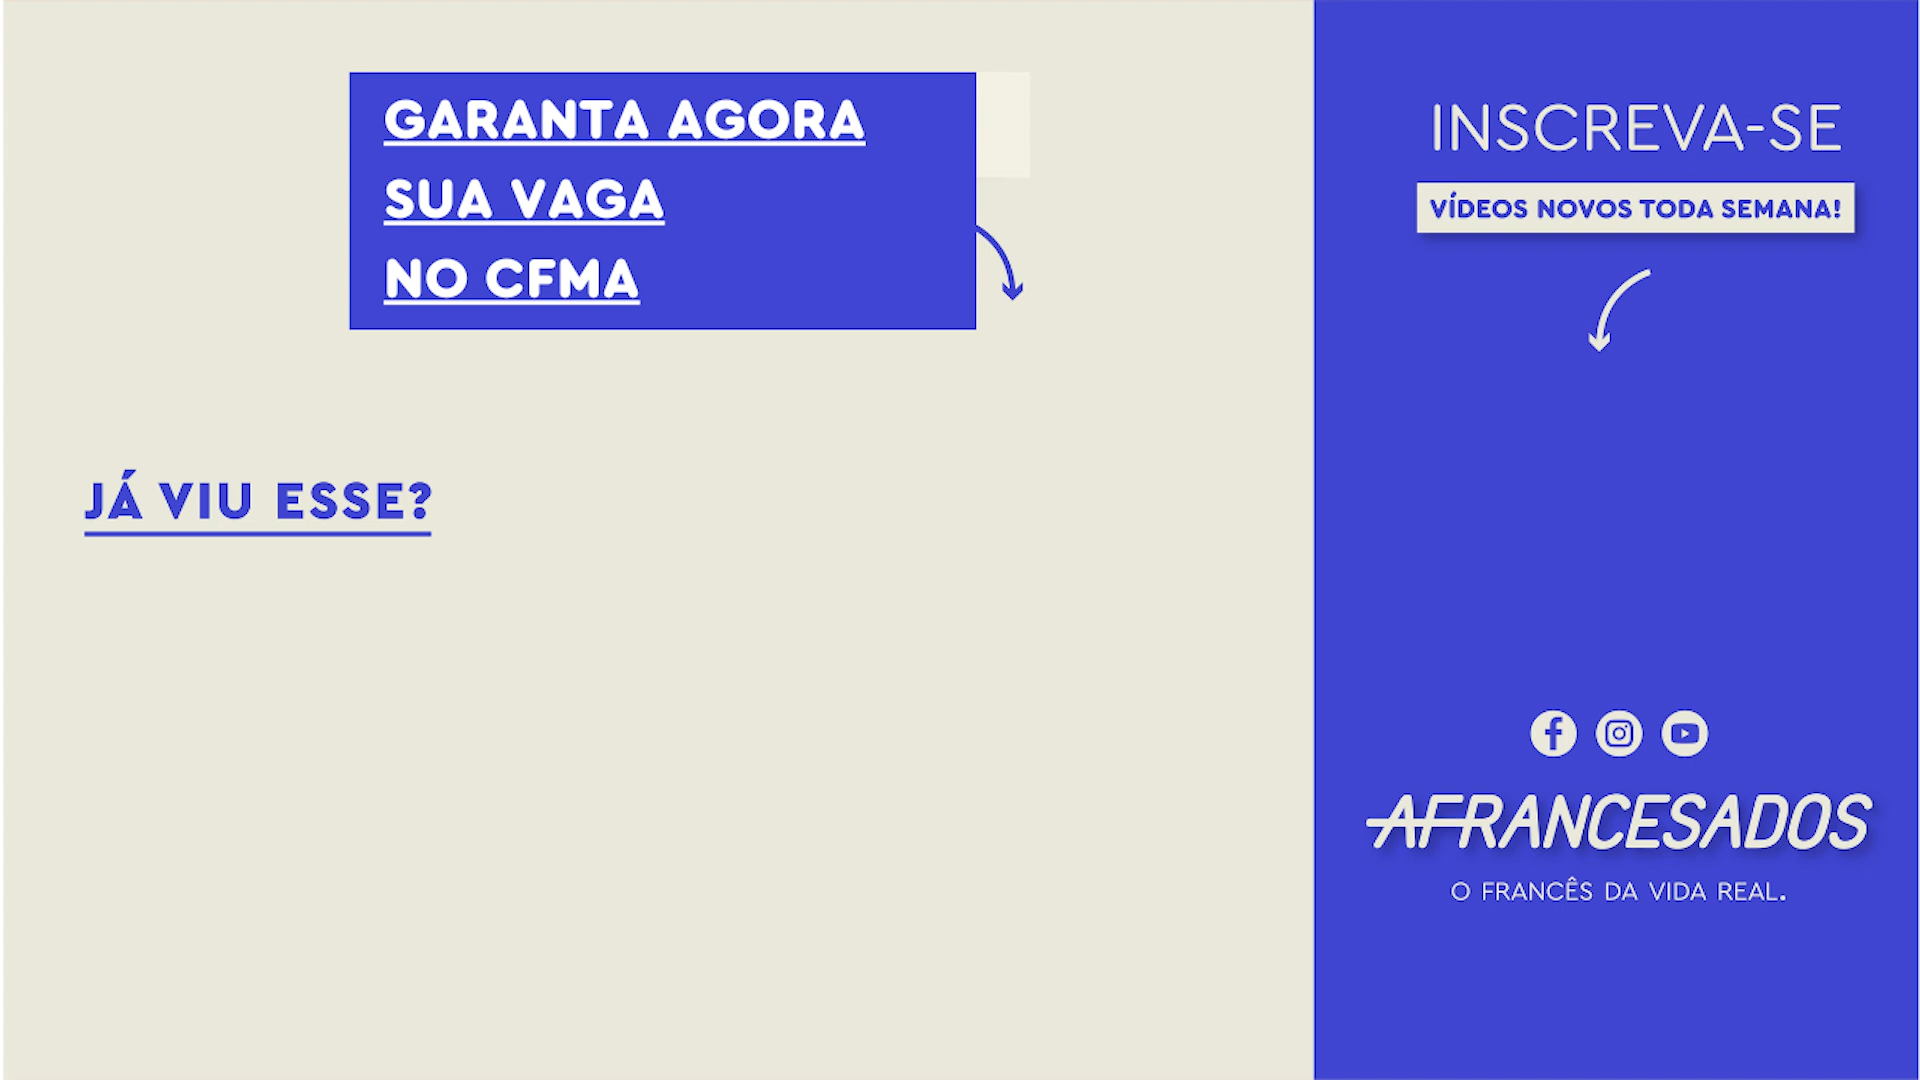 GARANTA AGORA
SUA VAGA
NO CFMA
JÁ VIU ESSE?
INSCREVA-SE
VÍDEOS NOVOS TODA SEMANA!
AFRANCESADOS
O FRANCÊS DA VIDA REAL.